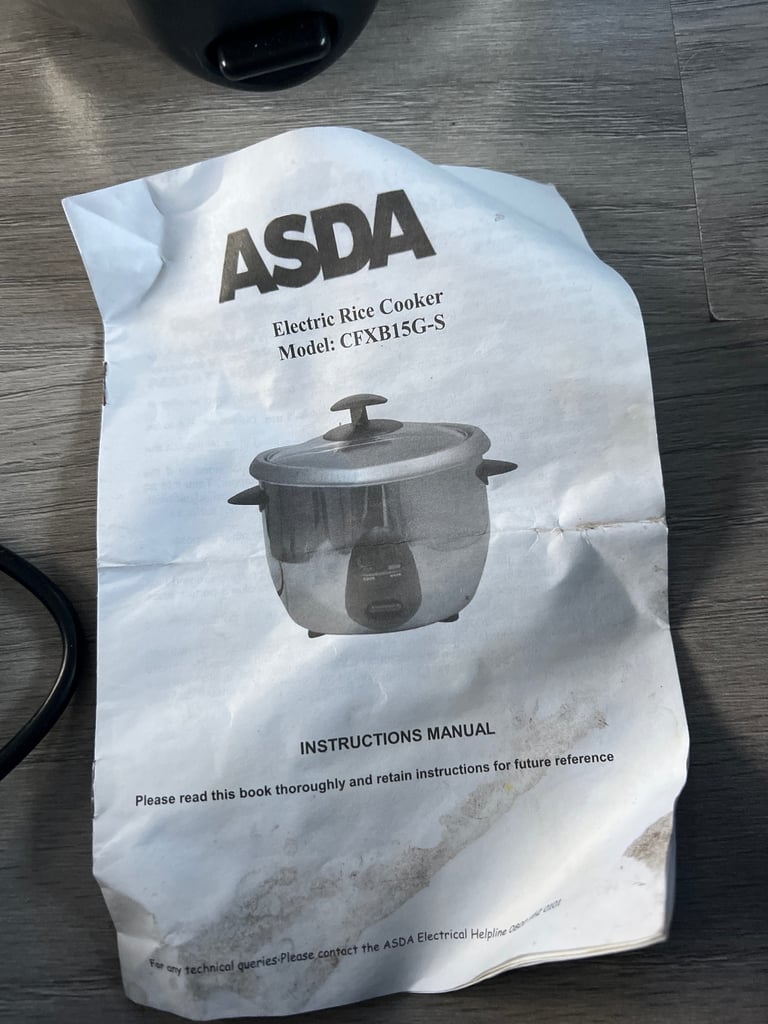 ASDA
Electric Rice Cooker
Model: CFXB15G-S
INSTRUCTIONS MANUAL
Please read this book thoroughly and retain instructions for future reference
For any technical queries·Please contact the ASDA Electrical Helpline